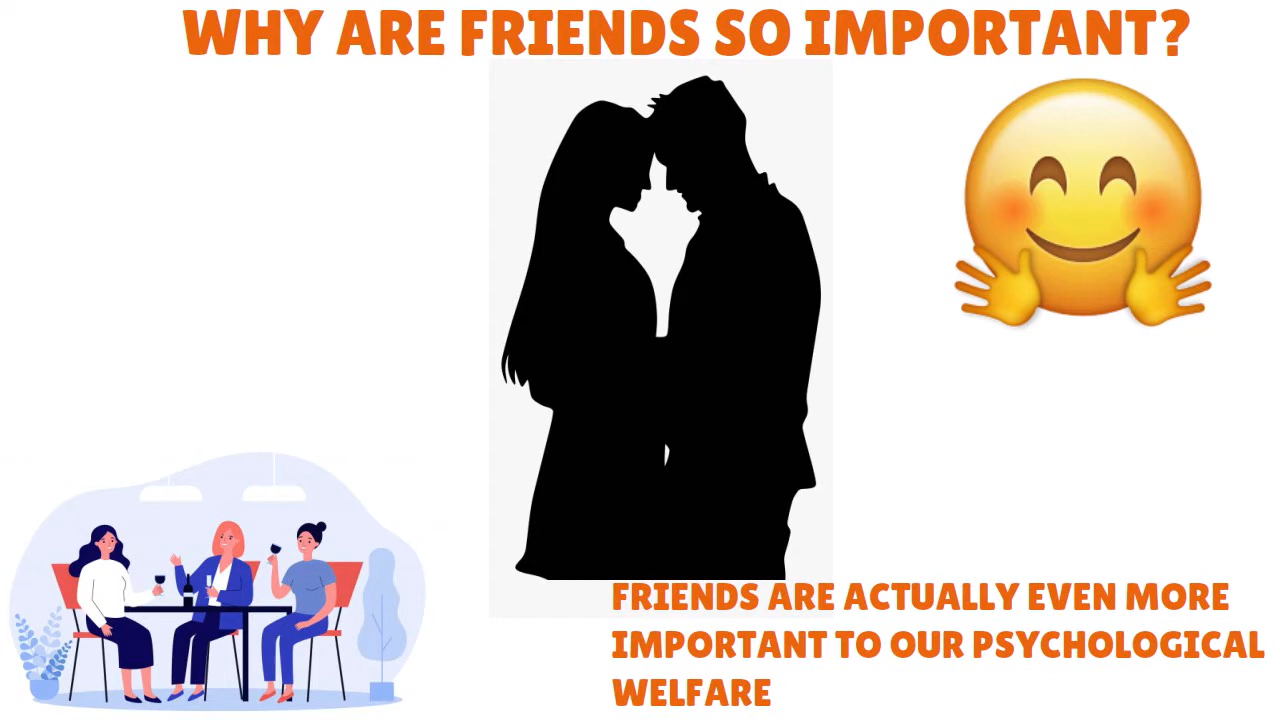 WHY ARE FRIENDS SO IMPORTANT?
FRIENDS ARE ACTUALLY EVEN MORE
IMPORTANT TO OUR PSYCHOLOGICAL
WELFARE